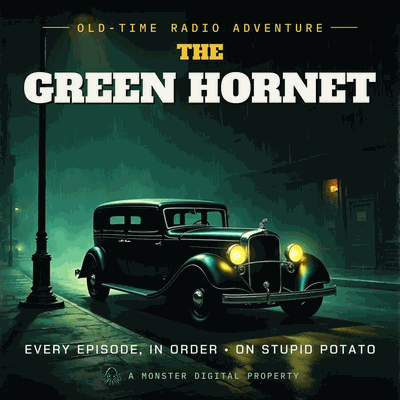 OLD-TIME RADIO ADVENTURE
THE
GREEN HORNET
EVERY EPISODE, IN ORDER • ON STUPID POTATO
A MONSTER DIGITAL PROPERTY